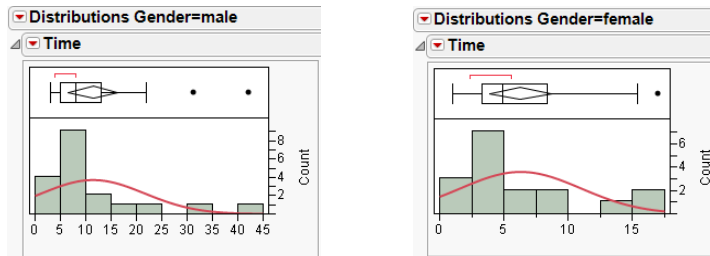 Distributions Gender=male
Time
8
6
4
2
Count
0 5 10 15 20 25 30 35 40 45
Distributions Gender=female
Time
6
4
2
Count
0 5 10 15